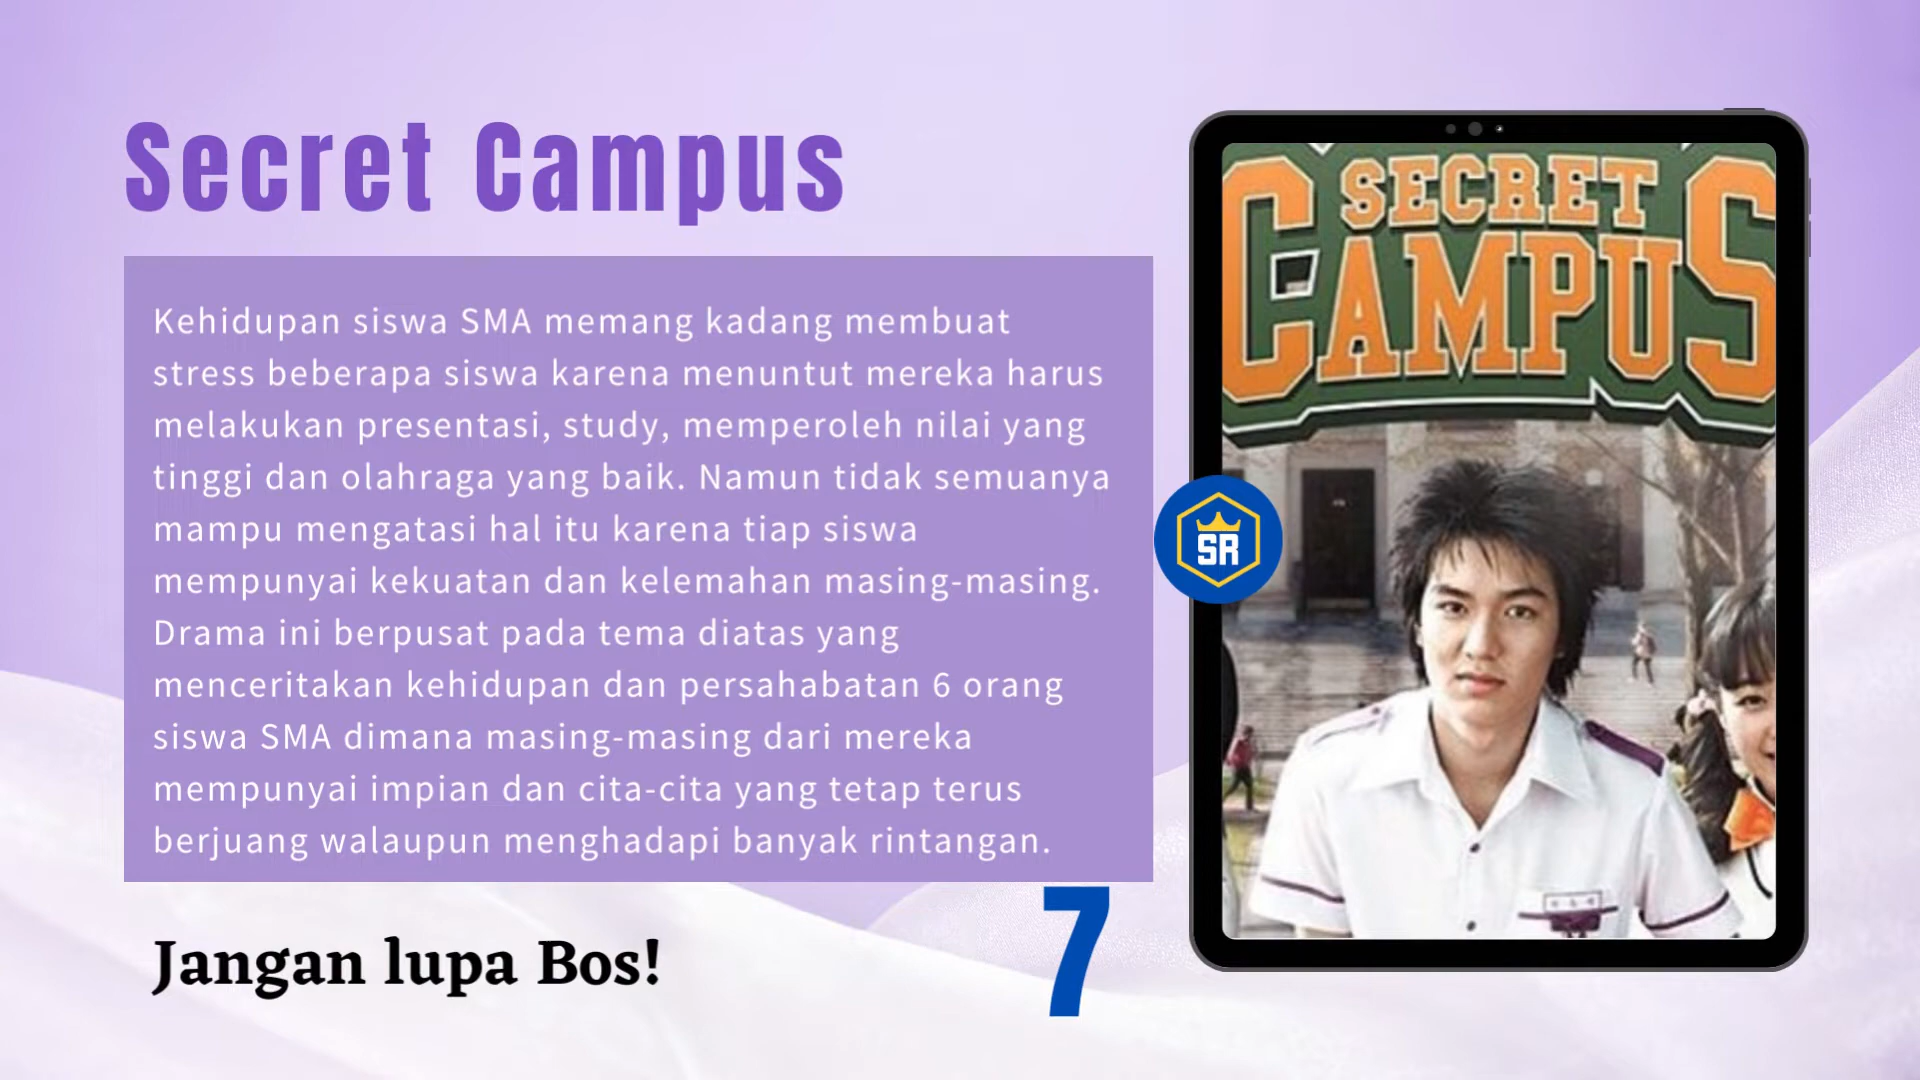 Secret Campus
Kehidupan siswa SMA memang kadang membuat
stress beberapa siswa karena menuntut mereka harus
melakukan presentasi, study, memperoleh nilai yang
tinggi dan olahraga yang baik. Namun tidak semuanya
mampu mengatasi hal itu karena tiap siswa
mempunyai kekuatan dan kelemahan masing-masing.
Drama ini berpusat pada tema diatas yang
menceritakan kehidupan dan persahabatan 6 orang
siswa SMA dimana masing-masing dari mereka
mempunyai impian dan cita-cita yang tetap terus
berjuang walaupun menghadapi banyak rintangan.
Jangan lupa Bos!
7
SR
SECRET
CAMPUS